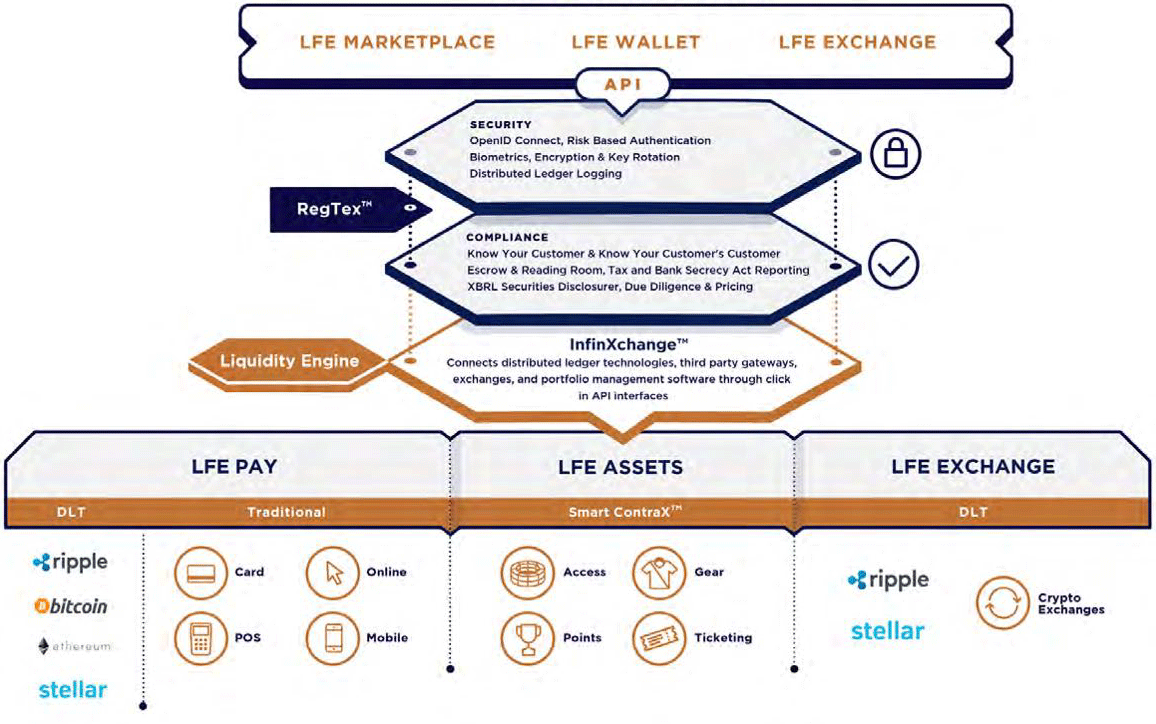 LFE MARKETPLACE LFE WALLET LFE EXCHANGE
API
SECURITY
OpenID Connect, Risk Based Authentication
Biometrics, Encryption & Key Rotation
Distributed Ledger Logging
RegTex™
COMPLIANCE
Know Your Customer & Know Your Customer's Customer
Escrow & Reading Room, Tax and Bank Secrecy Act Reporting
XBRL Securities Disclosurer, Due Diligence & Pricing
Liquidity Engine
InfinXchange™
Connects distributed ledger technologies, third party gateways,
exchanges, and portfolio management software through click
in API interfaces
LFE PAY LFE ASSETS LFE EXCHANGE
DLT Traditional Smart ContraX™ DLT
ripple
bitcoin
ethereum
stellar
Card Online
POS Mobile
Access Gear
Points Ticketing
ripple
stellar
Crypto
Exchanges